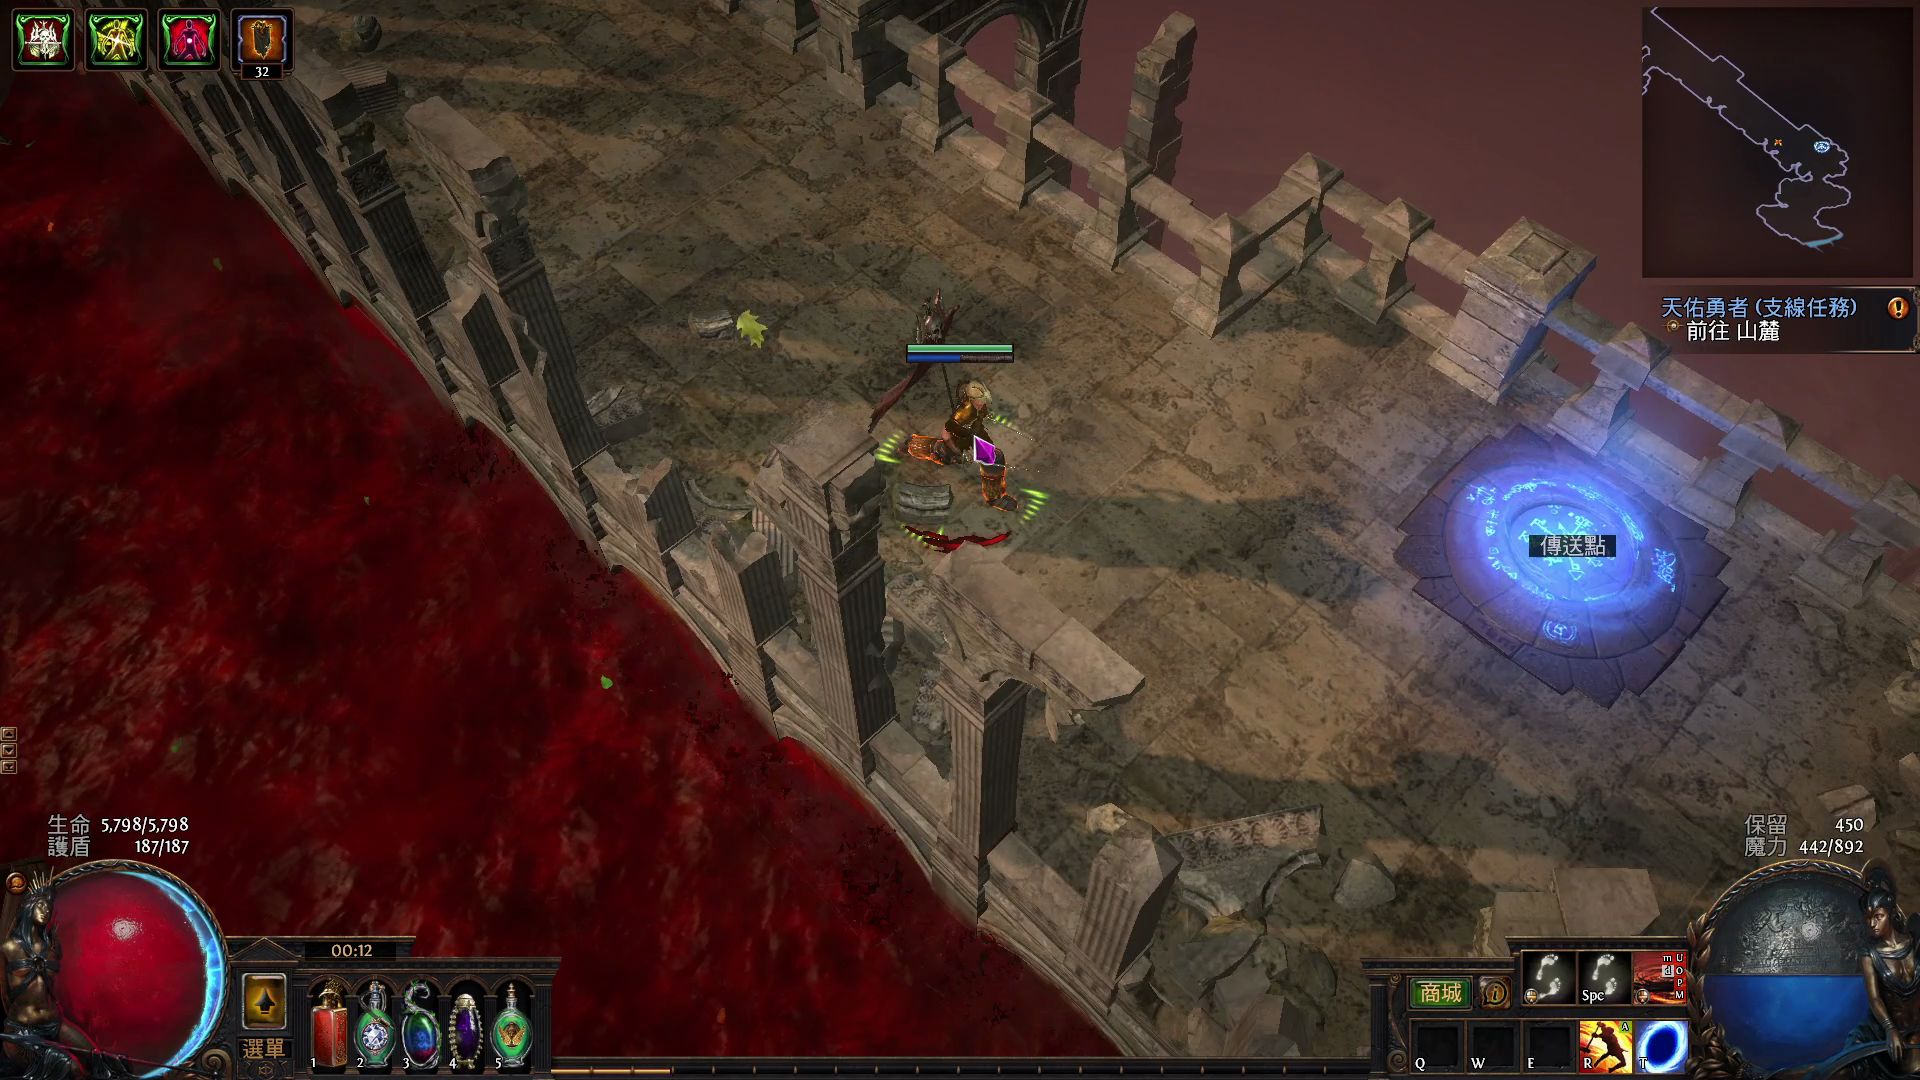 32
天佑勇者 (支線任務)
前往 山麓
傳送點
生命 5,798/5,798
護盾 187/187
保留 450
魔力 442/892
00:12
選單
1 2 3 4 5
商城
Spc
m U
d O
P
M
Q W E R A T